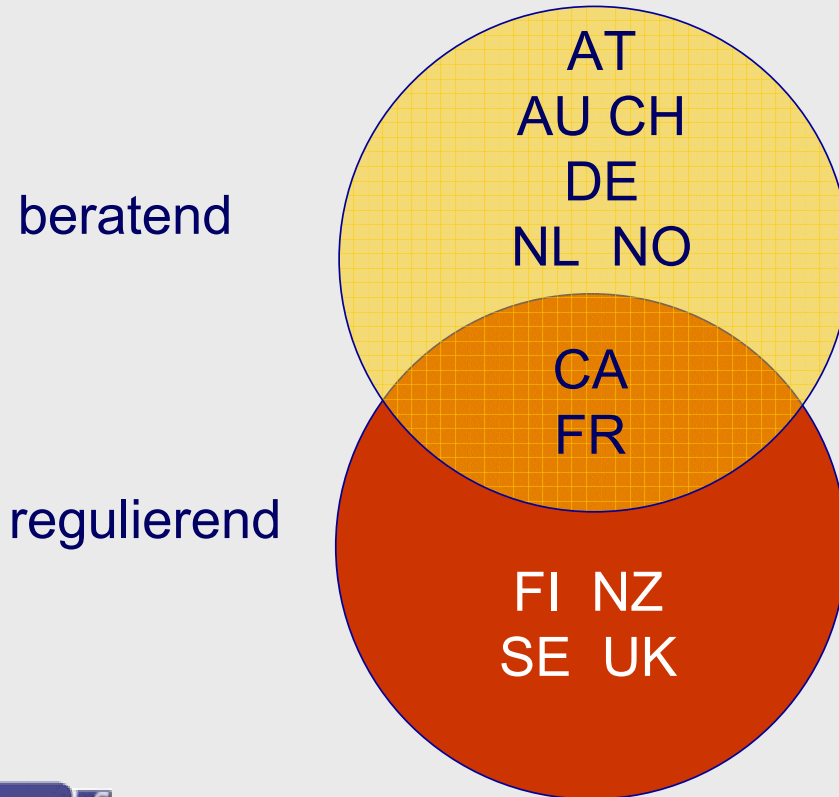 AT
AU CH
DE
beratend
NL NO
CA
FR
regulierend
FI NZ
SE UK